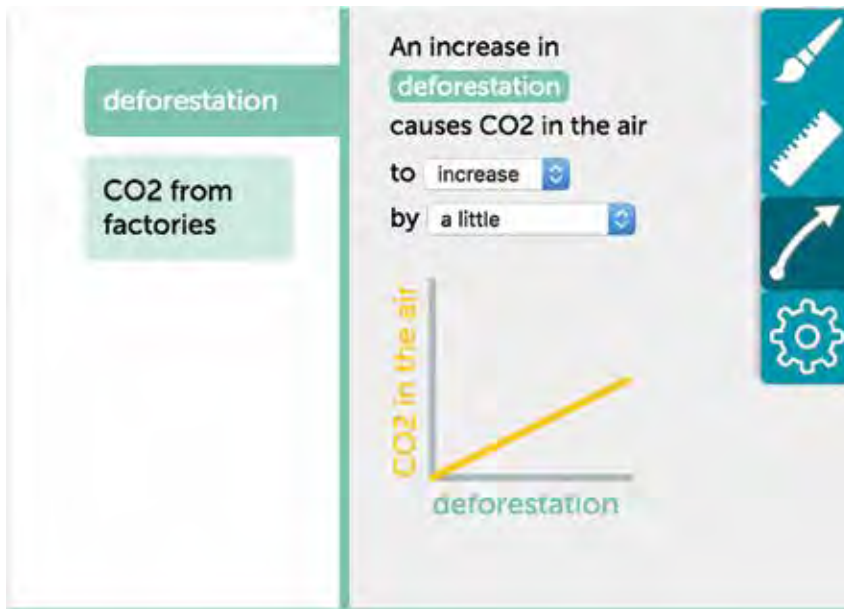 deforestation
CO2 from
factories
An increase in
deforestation
causes CO2 in the air
to increase
by a little
CO2 in the air
deforestation